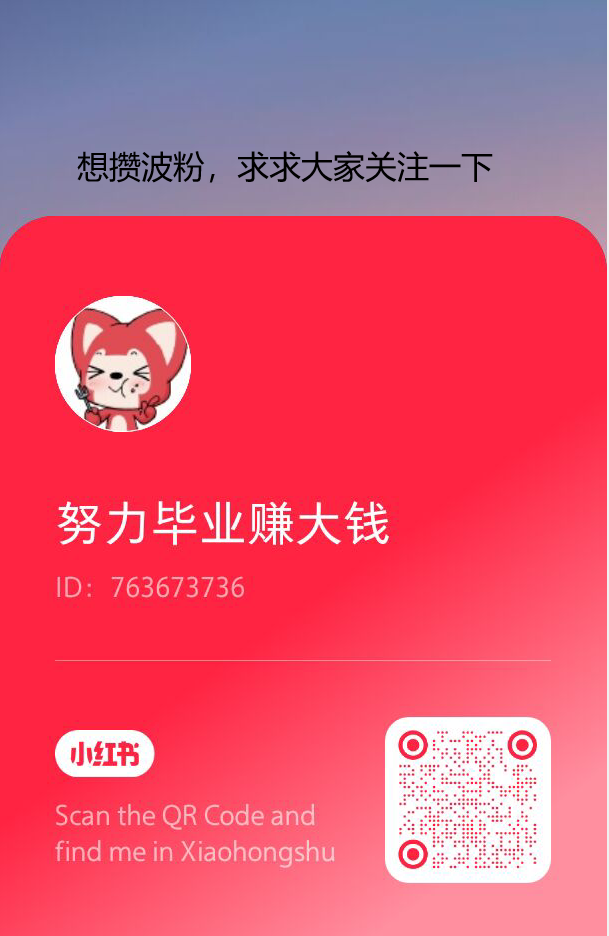 想攒波粉，求求大家关注一下
努力毕业赚大钱
ID：763673736
小红书
Scan the QR Code and
find me in Xiaohongshu